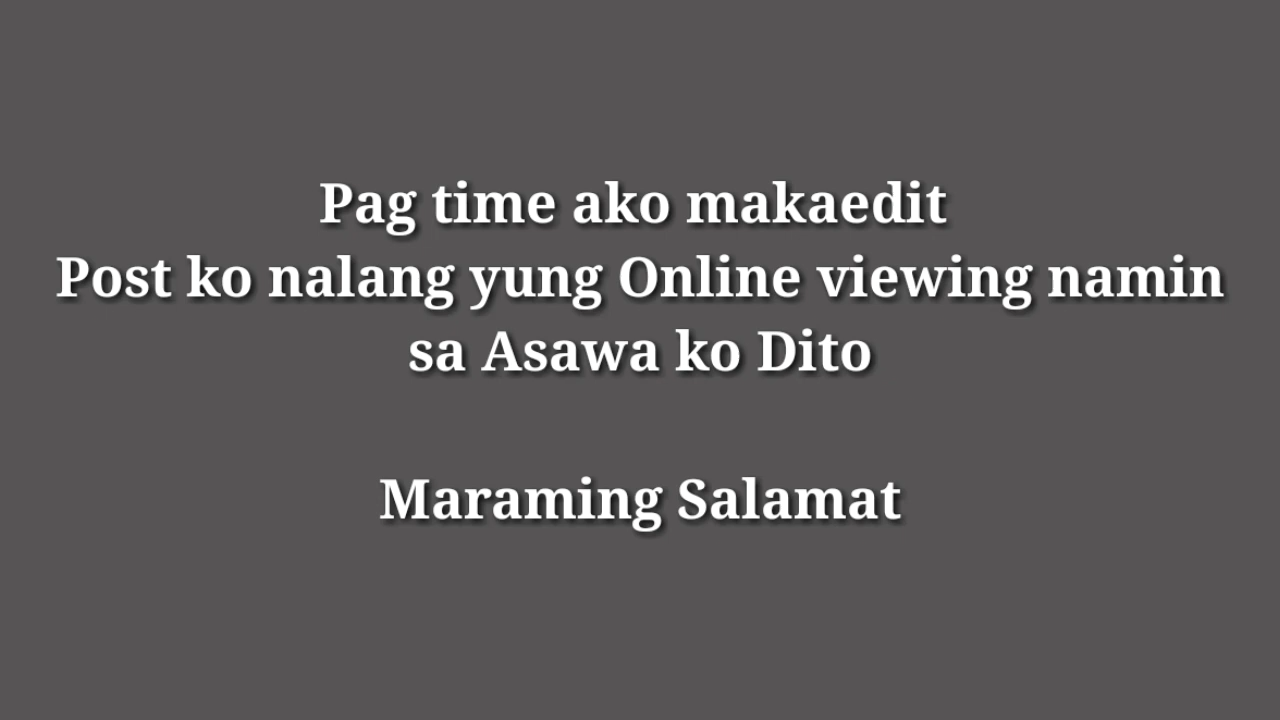 Pag time ako makaedit
Post ko nalang yung Online viewing namin
sa Asawa ko Dito
Maraming Salamat